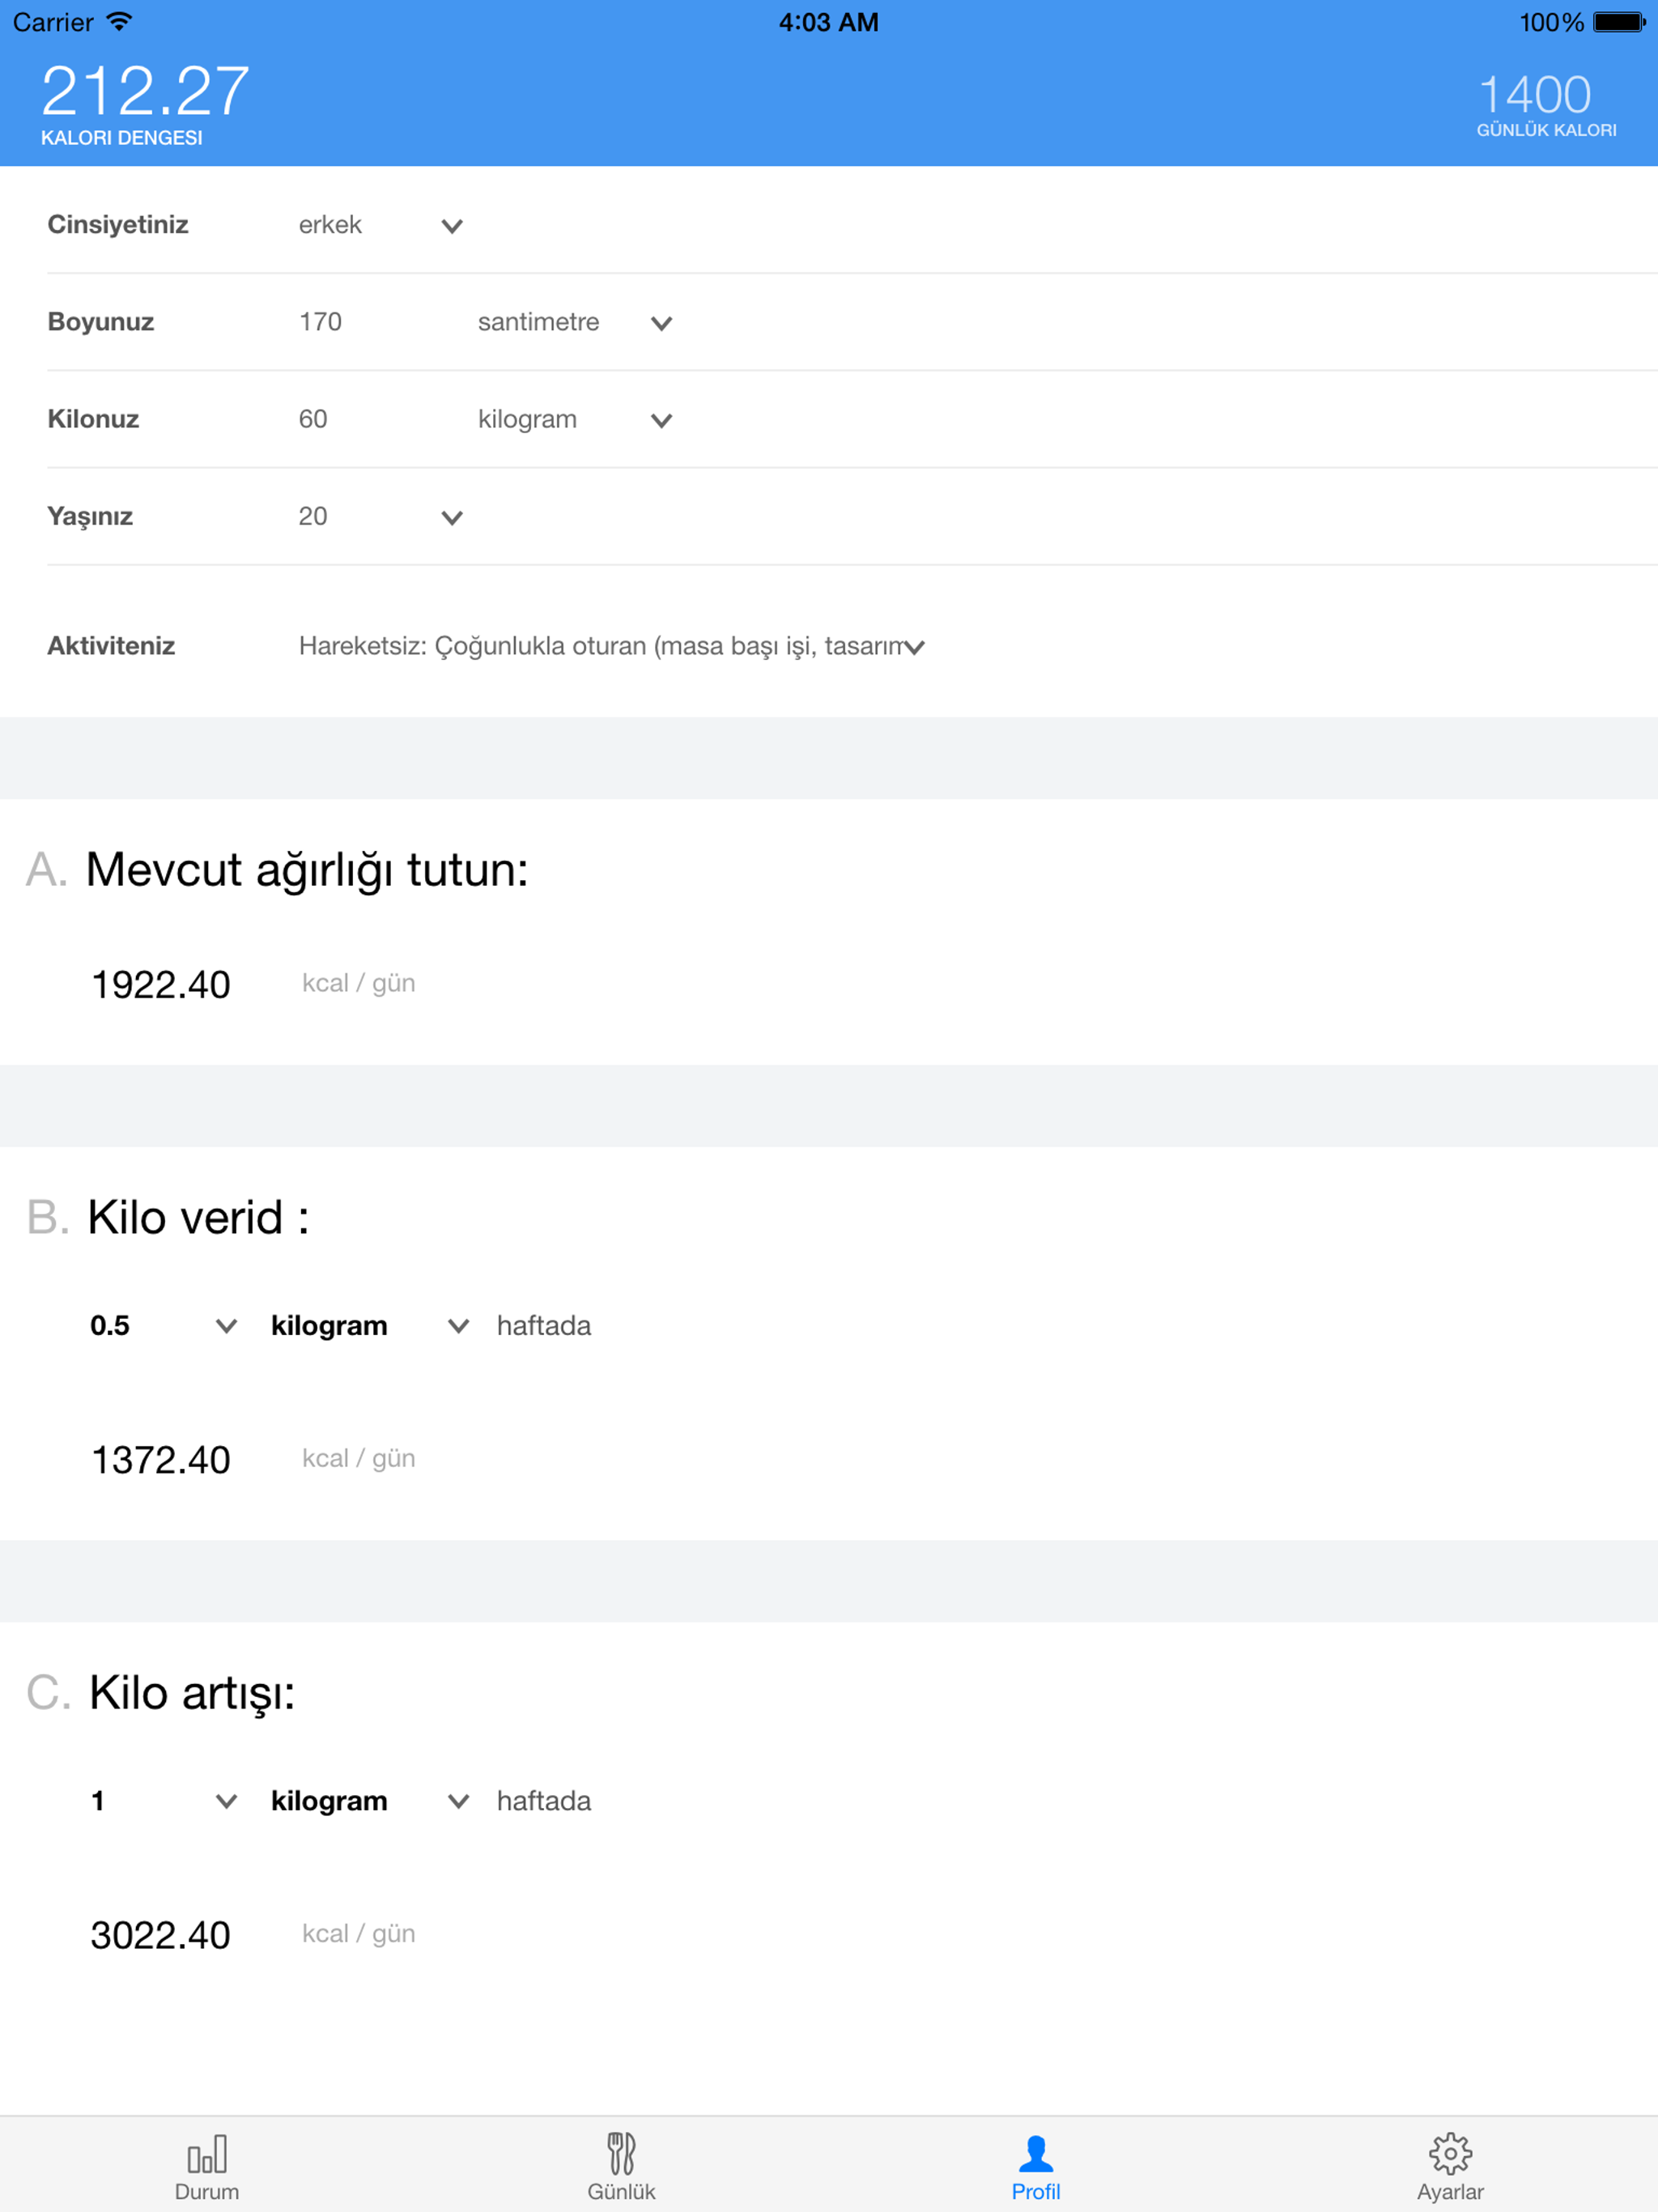 Carrier 4:03 AM 100%
212.27 1400
KALORI DENGESI GÜNLÜK KALORI
Cinsiyetiniz erkek
Boyunuz 170 santimetre
Kilonuz 60 kilogram
Yaşınız 20
Aktiviteniz Hareketsiz: Çoğunlukla oturan (masa başı işi, tasarım
A. Mevcut ağırlığı tutun:
1922.40 kcal / gün
B. Kilo verid :
0.5 kilogram haftada
1372.40 kcal / gün
C. Kilo artışı:
1 kilogram haftada
3022.40 kcal / gün
Durum Günlük Profil Ayarlar